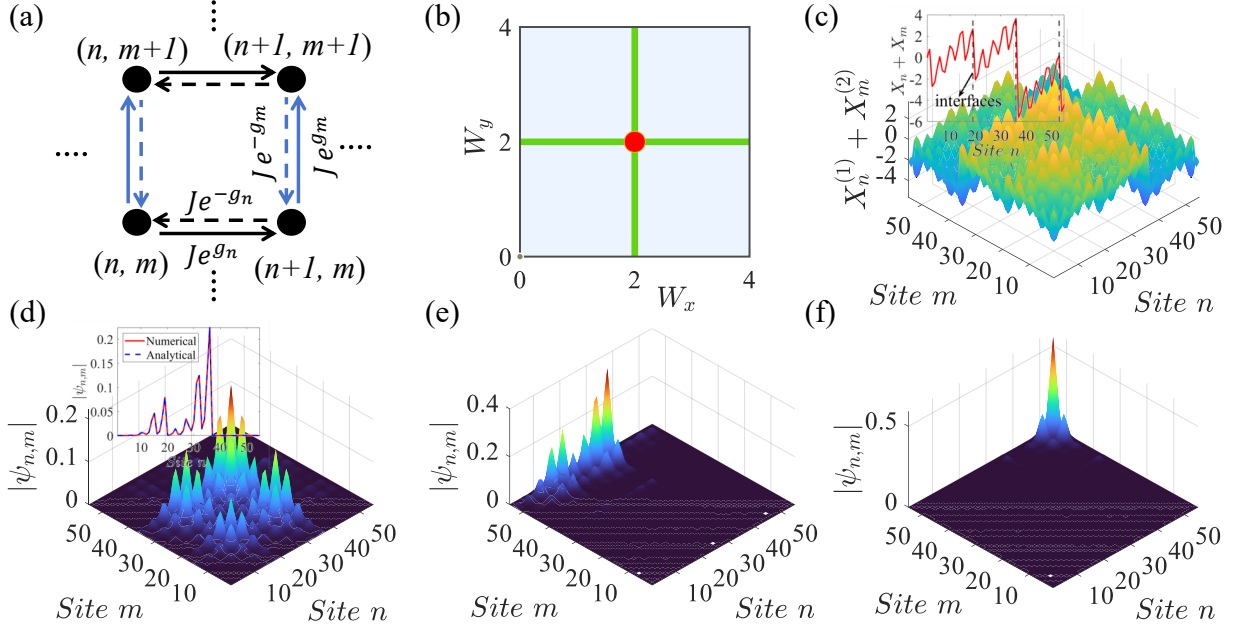 (a)
....
(n, m+1)
(n+1, m+1)
Je^{-g_m}
Je^{g_m}
....
....
Je^{-g_n}
Je^{g_n}
(n, m)
(n+1, m)
....
(b)
4
W_y
2
0
0
2
W_x
4
(c)
X_n + X_m
4
2
0
-2
-4
-6
interfaces
10 20 30 40 50
Site n
X_n^{(1)} + X_m^{(2)}
2
0
-2
-4
50
40
30
20
10
Site m
50
40
30
20
10
Site n
(d)
|ψ_{n,m}|
0.2
0.15
0.1
0.05
0
Numerical
Analytical
10 20 30 40 50
Site n
|ψ_{n,m}|
0.2
0.1
0
50
40
30
20
10
Site m
50
40
30
20
10
Site n
(e)
|ψ_{n,m}|
0.4
0.2
0
50
40
30
20
10
Site m
50
40
30
20
10
Site n
(f)
|ψ_{n,m}|
0.5
0
50
40
30
20
10
Site m
50
40
30
20
10
Site n